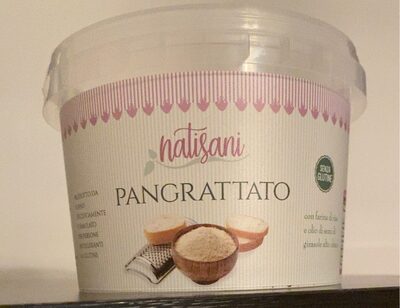 natisani
PANGRATTATO
SENZA
GLUTINE
con farina di riso
e olio di semi di
girasole alto oleico
PRODOTTO DA
FORNO
SPECIFICAMENTE
FORMULATO
PER PERSONE
INTOLLERANTI
AL GLUTINE